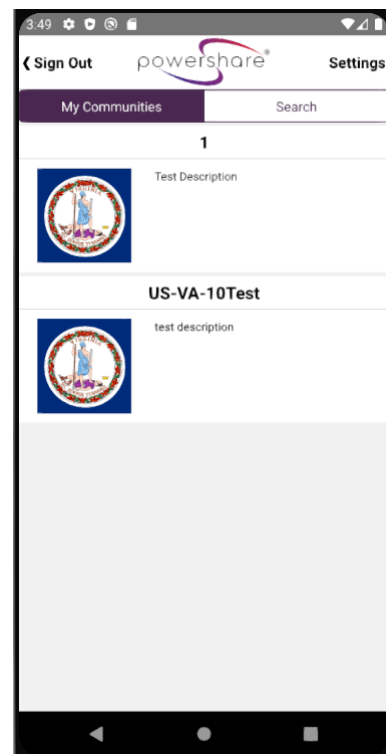 3:49
Sign Out
powershare®
Settings
My Communities
Search
1
Test Description
US-VA-10Test
test description